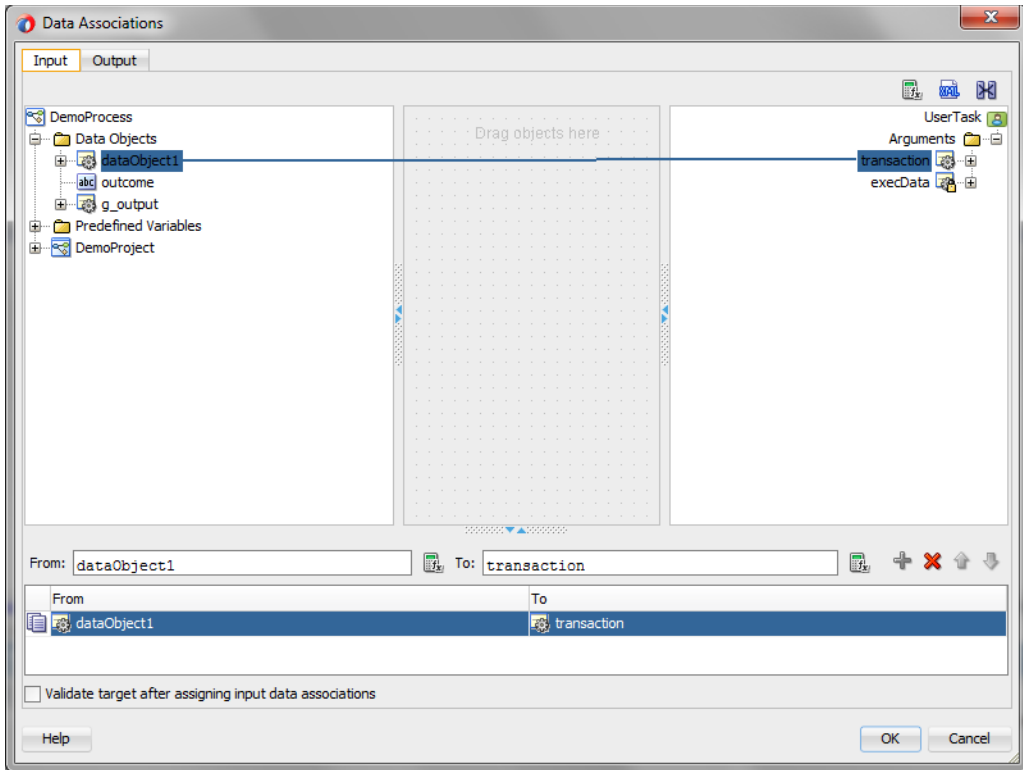 Data Associations
Input Output
DemoProcess
Data Objects
dataObject1
abc outcome
g_output
Predefined Variables
DemoProject
Drag objects here
UserTask
Arguments
transaction
execData
From: dataObject1 To: transaction
From To
dataObject1 transaction
Validate target after assigning input data associations
Help OK Cancel